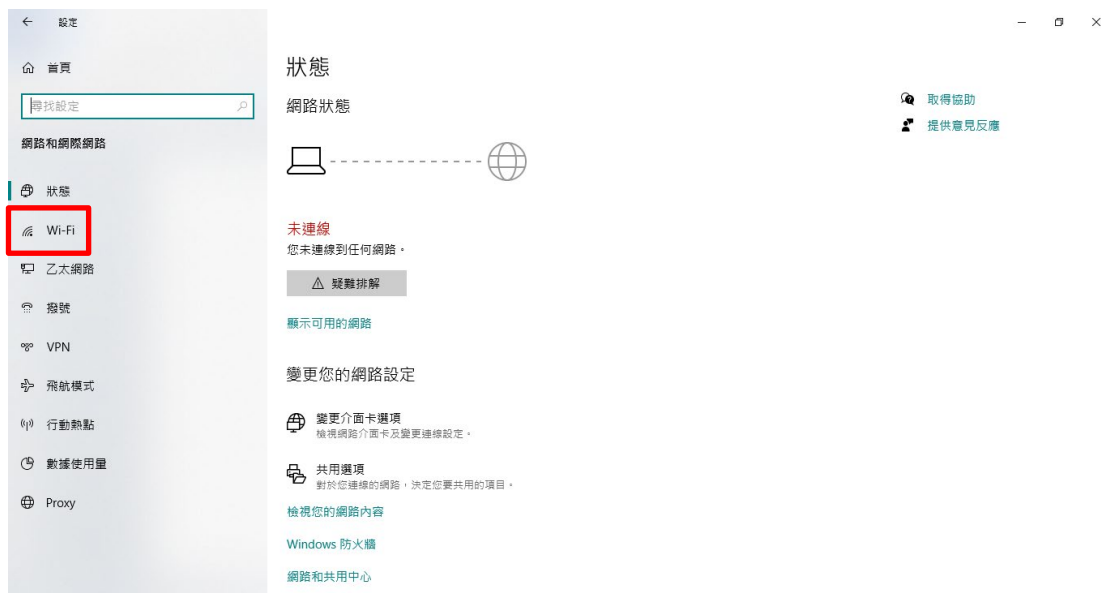 設定
首頁
尋找設定
網路和網際網路
狀態
Wi-Fi
乙太網路
撥號
VPN
飛航模式
行動熱點
數據使用量
Proxy
狀態
網路狀態
未連線
您未連線到任何網路。
疑難排解
顯示可用的網路
變更您的網路設定
變更介面卡選項
檢視網路介面卡及變更連線設定。
共用選項
對於您連線的網路，決定您要共用的項目。
檢視您的網路內容
Windows 防火牆
網路和共用中心
取得協助
提供意見反應